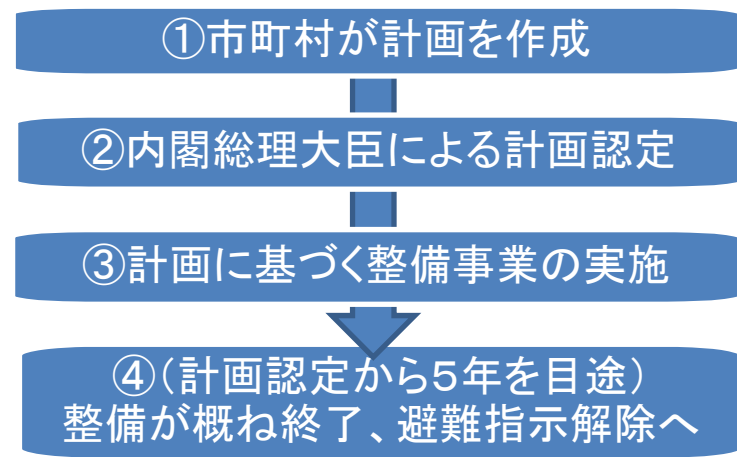 ①市町村が計画を作成
②内閣総理大臣による計画認定
③計画に基づく整備事業の実施
④(計画認定から5年を目途)
整備が概ね終了、避難指示解除へ